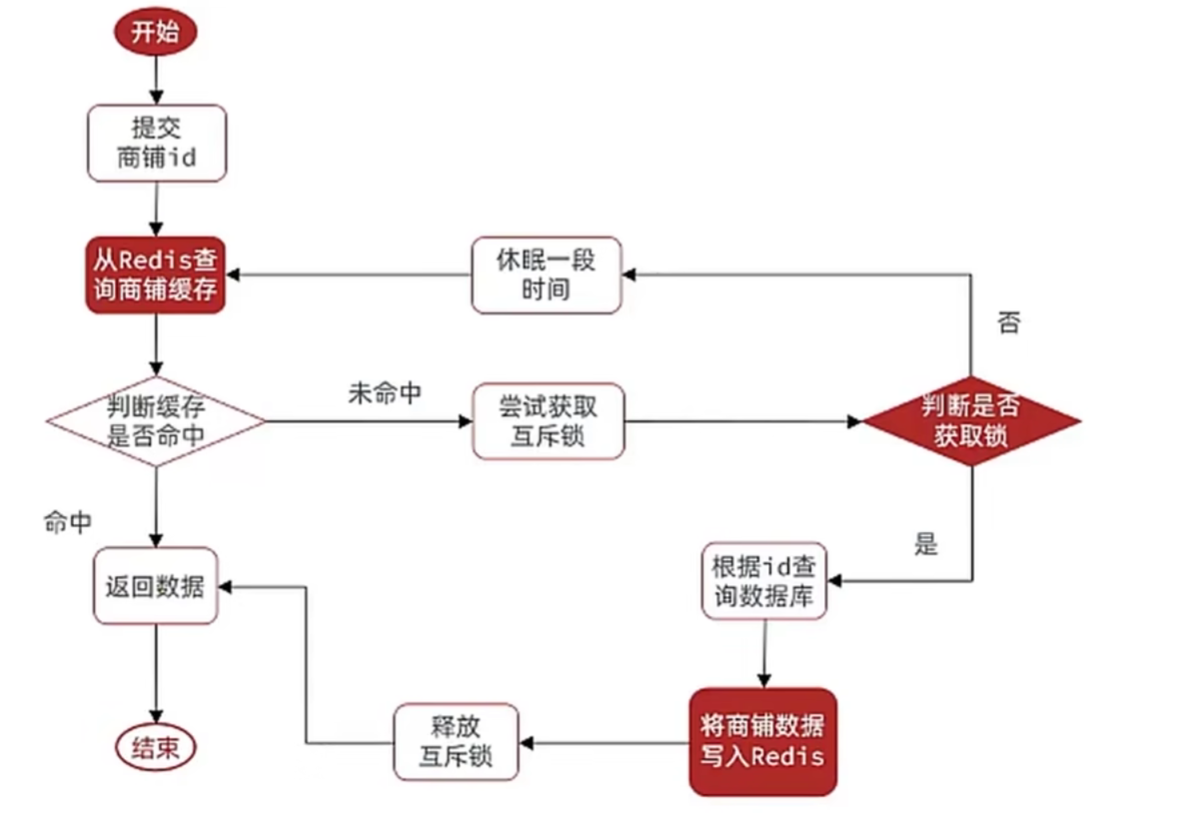 开始
提交
商铺id
从Redis查
询商铺缓存
休眠一段
时间
否
判断缓存
是否命中
未命中
尝试获取
互斥锁
判断是否
获取锁
命中
是
返回数据
根据id查
询数据库
将商铺数据
写入Redis
释放
互斥锁
结束